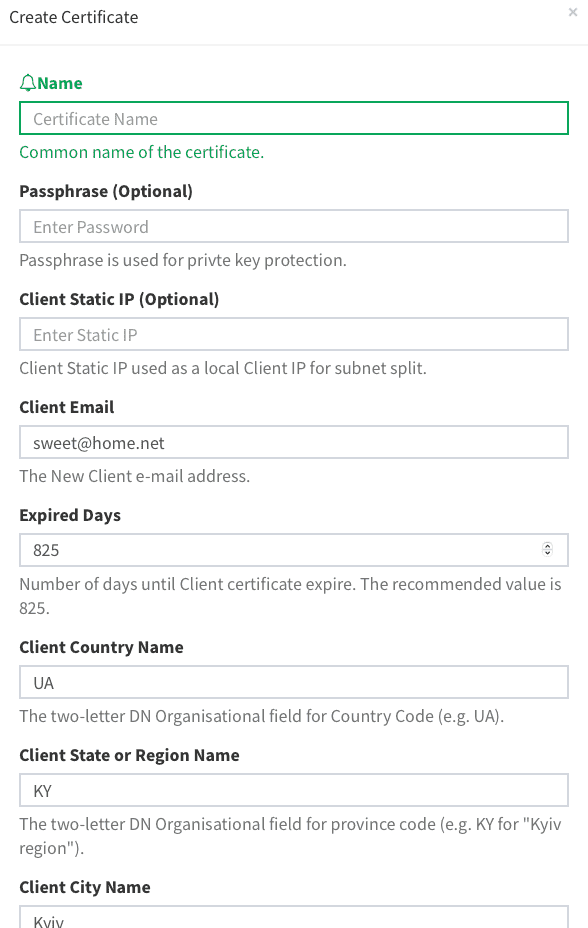 Create Certificate
×
Name
Certificate Name
Common name of the certificate.
Passphrase (Optional)
Enter Password
Passphrase is used for privte key protection.
Client Static IP (Optional)
Enter Static IP
Client Static IP used as a local Client IP for subnet split.
Client Email
sweet@home.net
The New Client e-mail address.
Expired Days
825
Number of days until Client certificate expire. The recommended value is
825.
Client Country Name
UA
The two-letter DN Organisational field for Country Code (e.g. UA).
Client State or Region Name
KY
The two-letter DN Organisational field for province code (e.g. KY for "Kyiv
region").
Client City Name
Kyiv